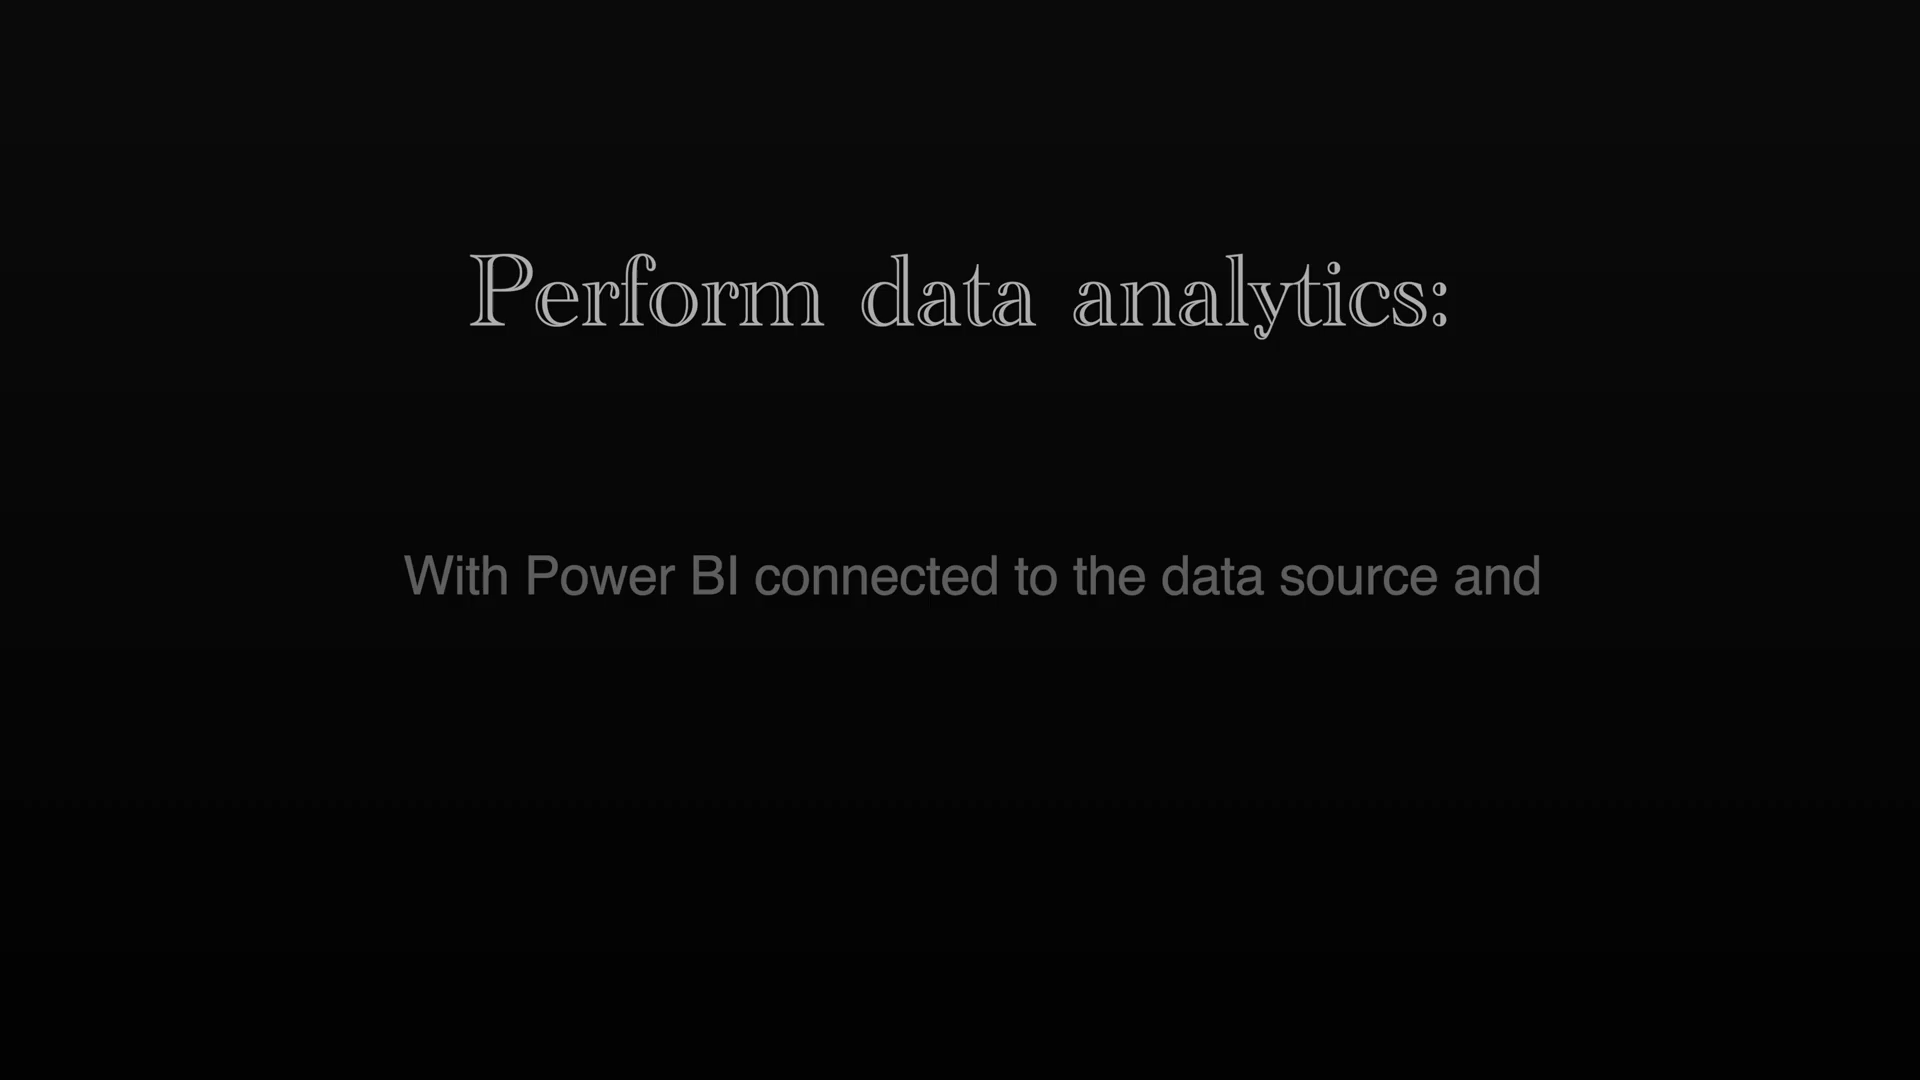 Perform data analytics:
With Power BI connected to the data source and